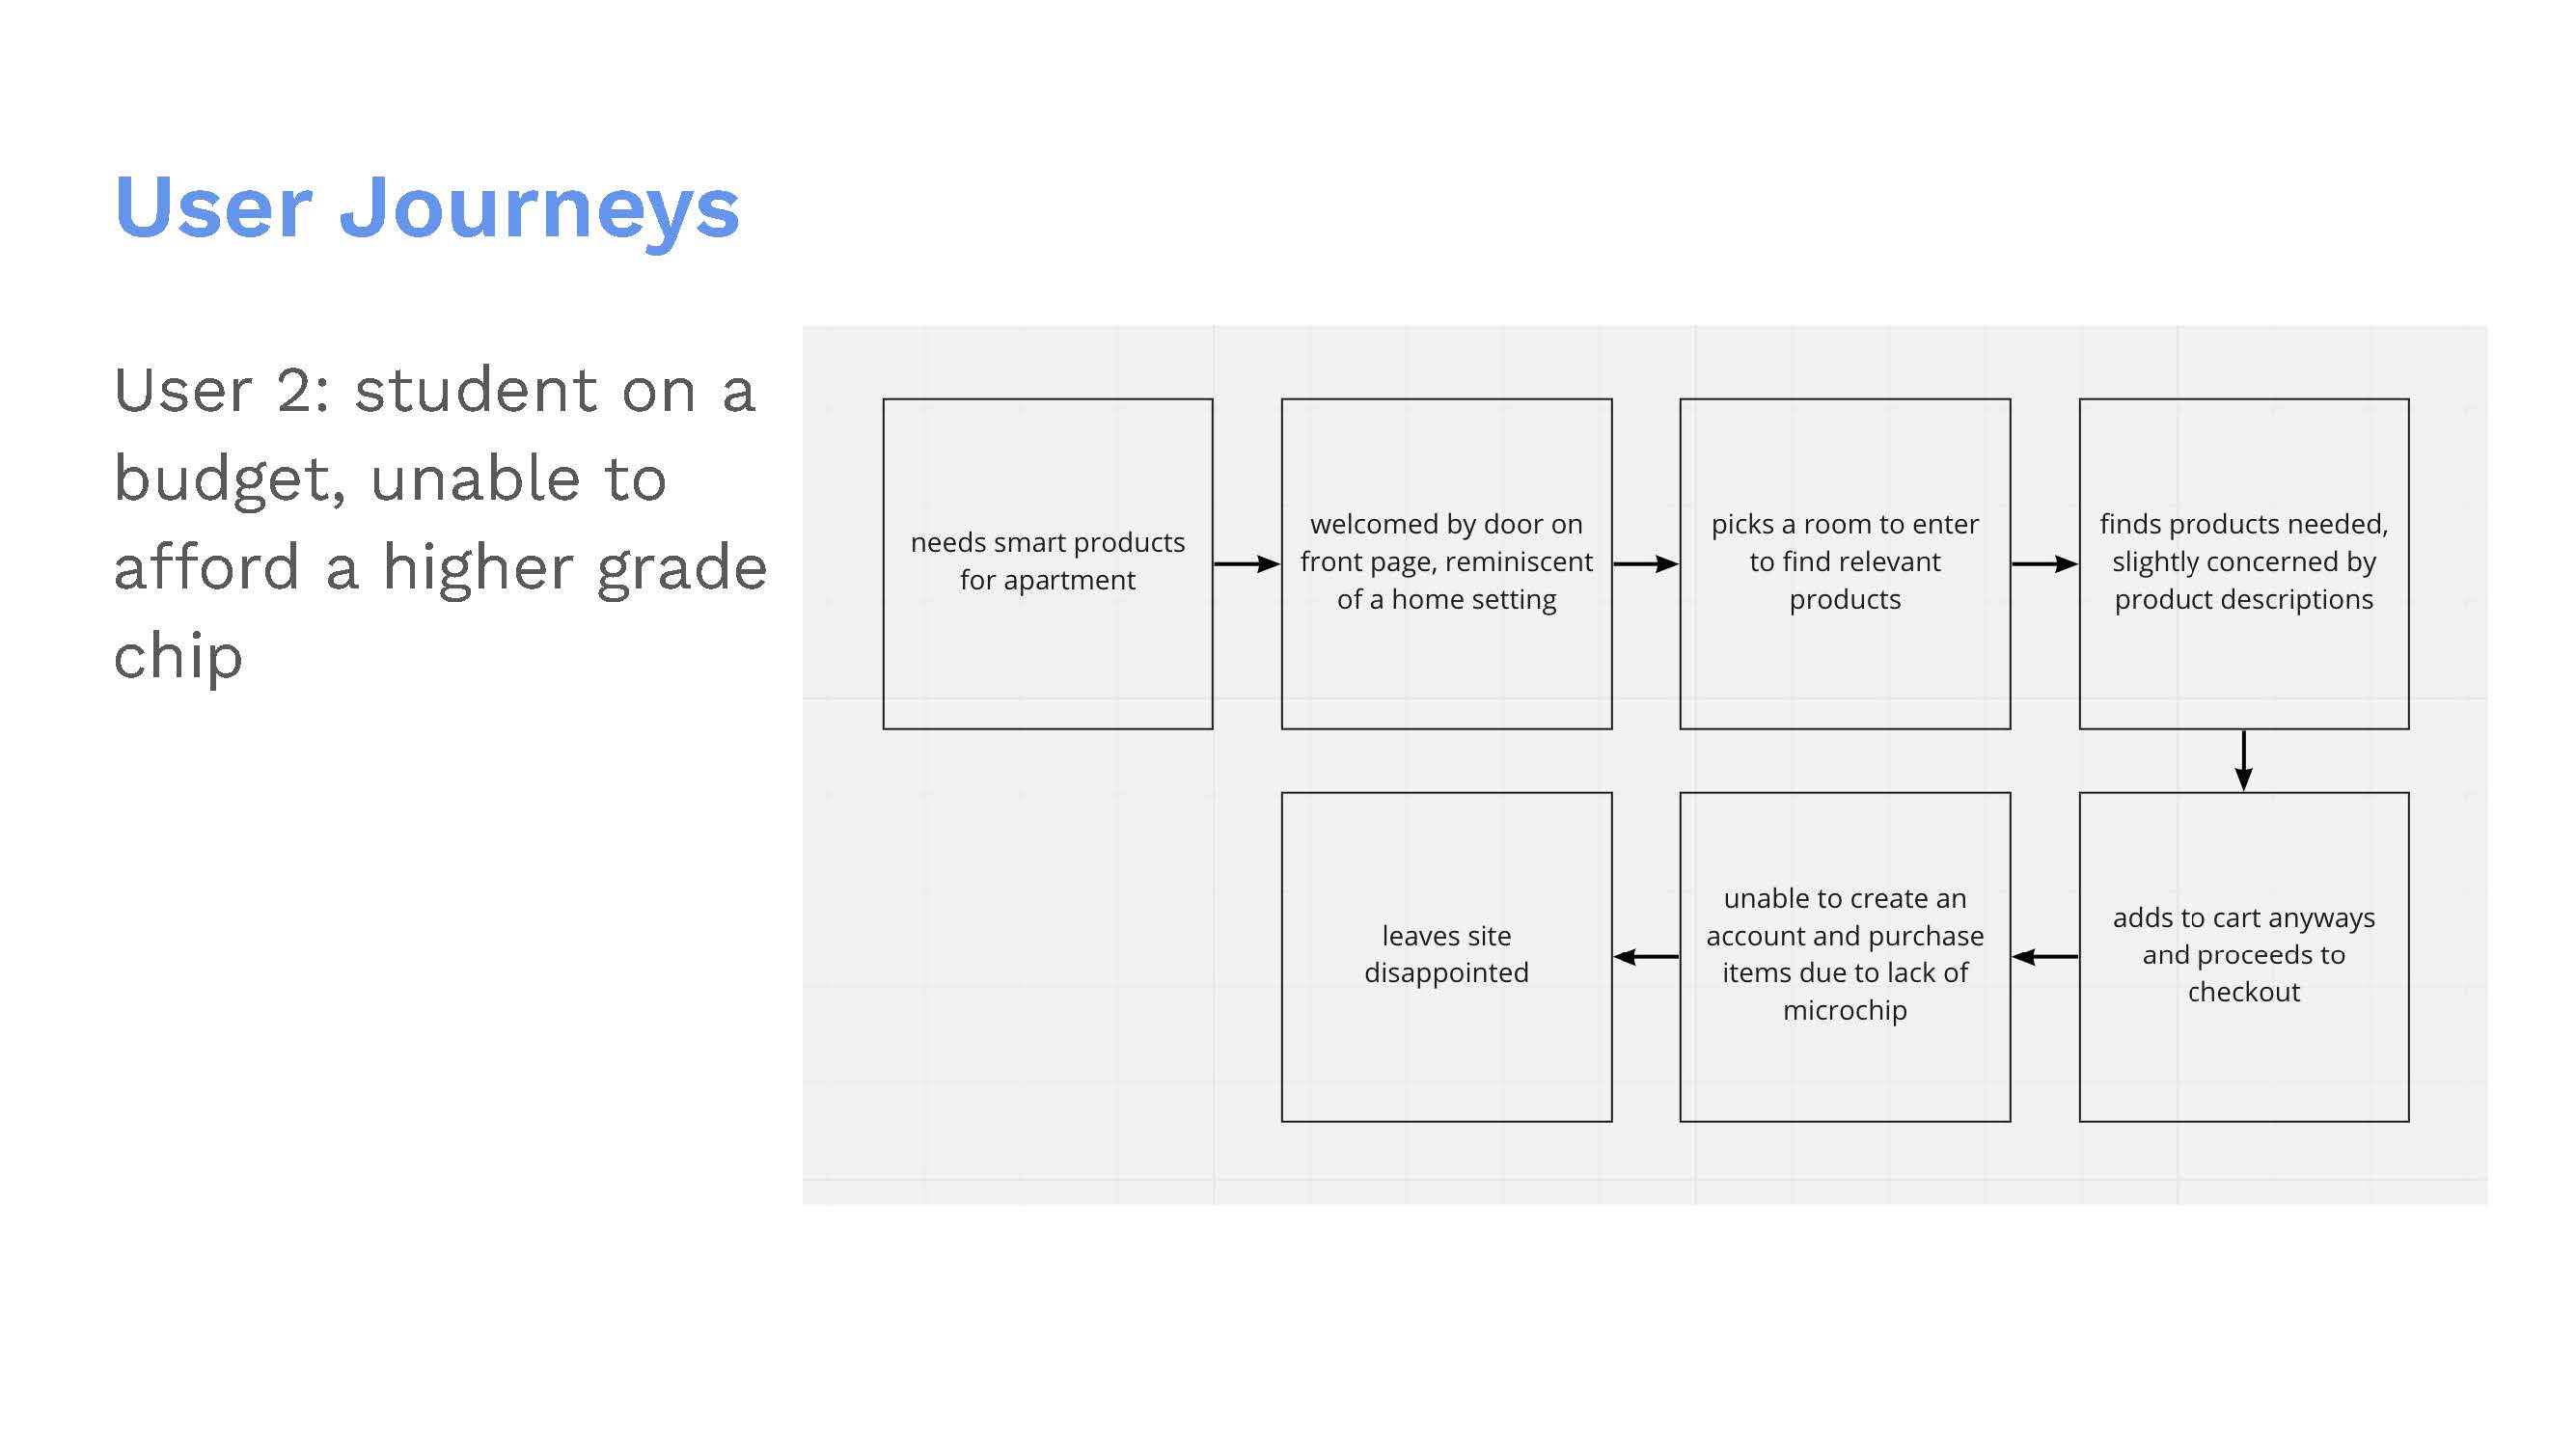 User Journeys
User 2: student on a
budget, unable to
afford a higher grade
chip
needs smart products
for apartment
welcomed by door on
front page, reminiscent
of a home setting
picks a room to enter
to find relevant
products
finds products needed,
slightly concerned by
product descriptions
adds to cart anyways
and proceeds to
checkout
unable to create an
account and purchase
items due to lack of
microchip
leaves site
disappointed